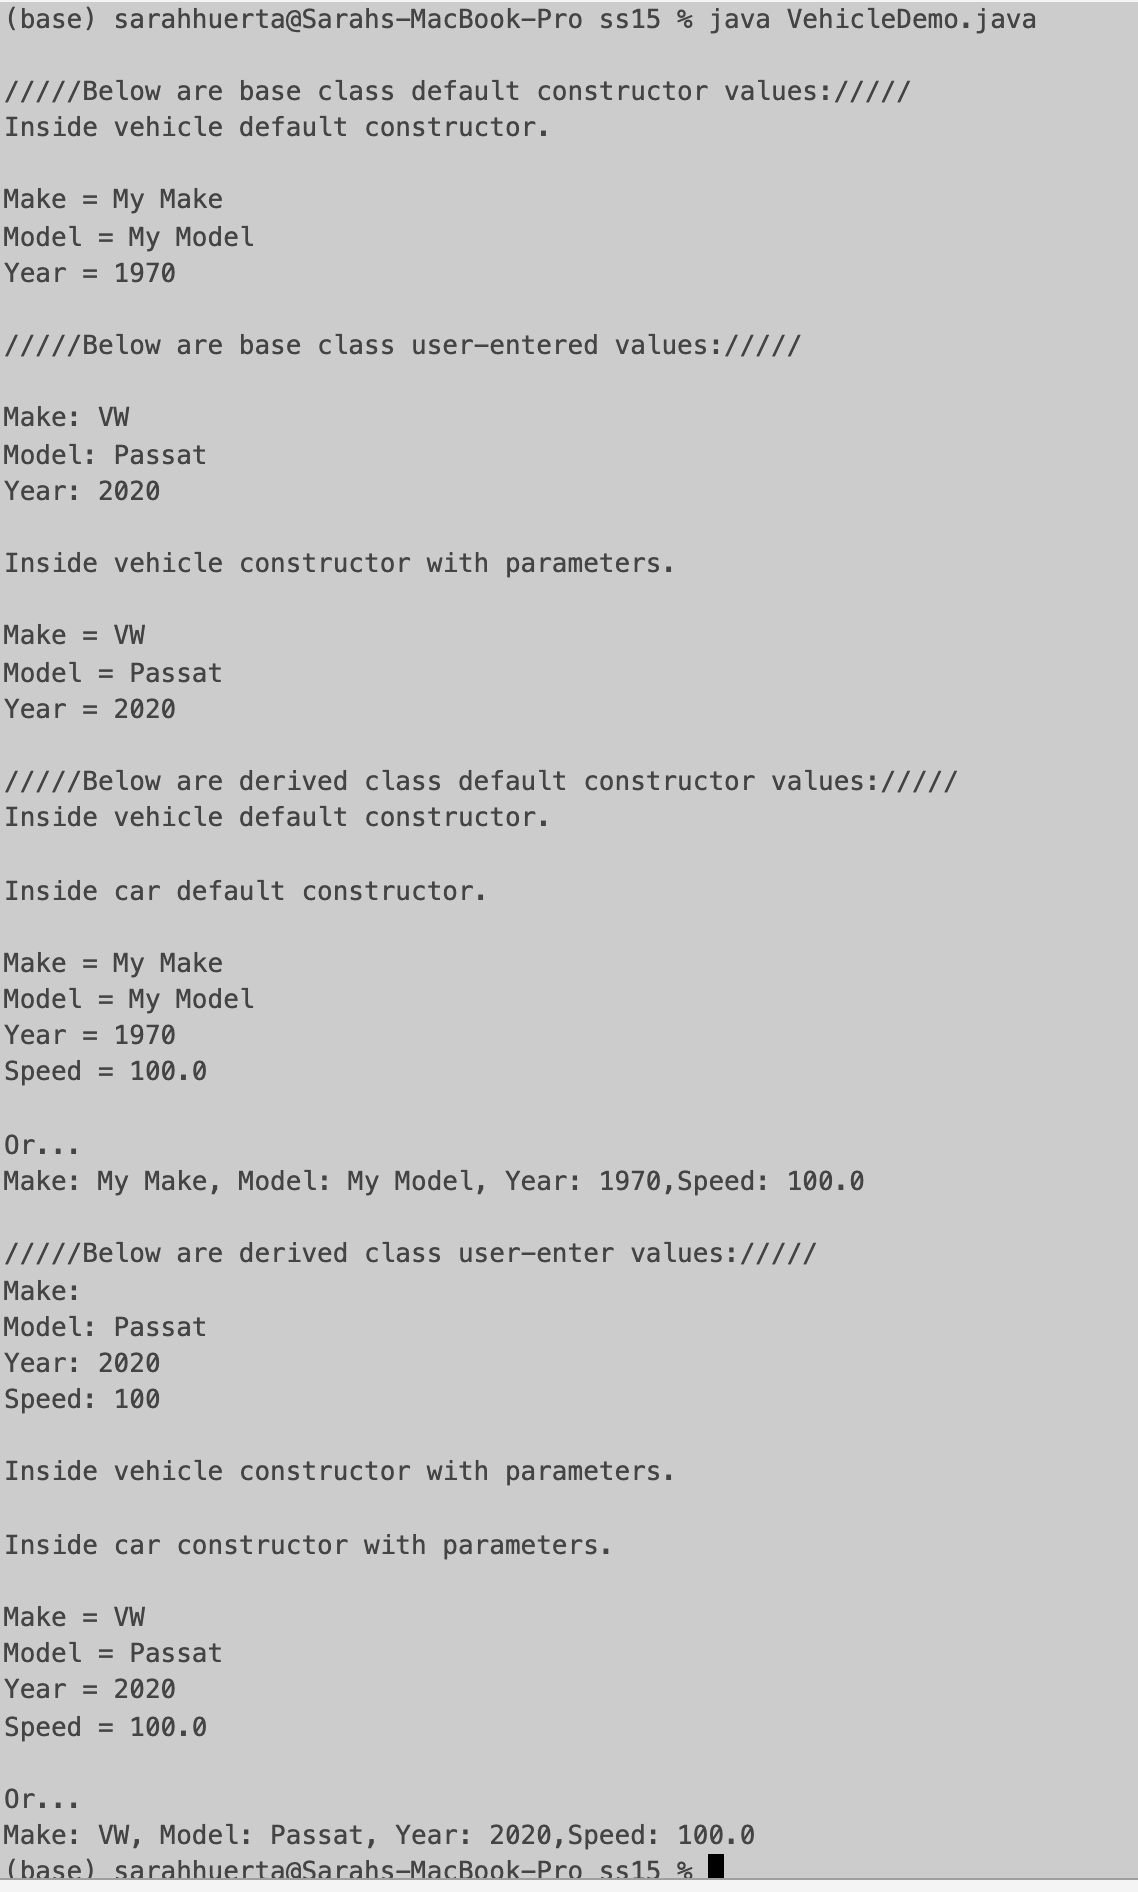 (base) sarahhuerta@Sarahs-MacBook-Pro ss15 % java VehicleDemo.java
/////Below are base class default constructor values://///
Inside vehicle default constructor.
Make = My Make
Model = My Model
Year = 1970
/////Below are base class user-entered values://///
Make: VW
Model: Passat
Year: 2020
Inside vehicle constructor with parameters.
Make = VW
Model = Passat
Year = 2020
/////Below are derived class default constructor values://///
Inside vehicle default constructor.
Inside car default constructor.
Make = My Make
Model = My Model
Year = 1970
Speed = 100.0
Or...
Make: My Make, Model: My Model, Year: 1970,Speed: 100.0
/////Below are derived class user-enter values://///
Make:
Model: Passat
Year: 2020
Speed: 100
Inside vehicle constructor with parameters.
Inside car constructor with parameters.
Make = VW
Model = Passat
Year = 2020
Speed = 100.0
Or...
Make: VW, Model: Passat, Year: 2020,Speed: 100.0
(base) sarahhuerta@Sarahs-MacBook-Pro ss15 %